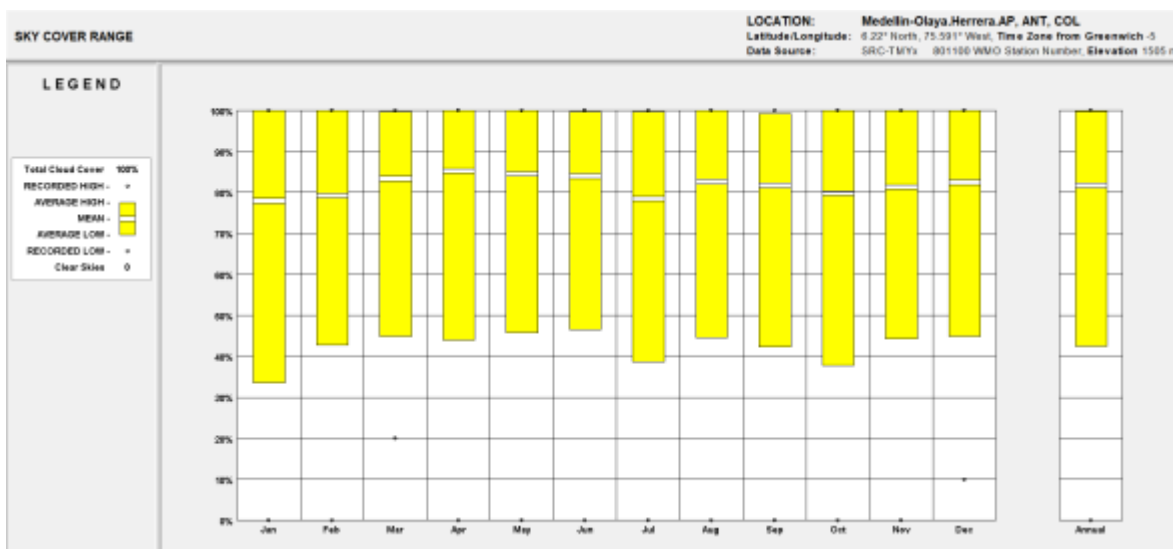 SKY COVER RANGE
LOCATION: Medellin-Olaya.Herrera.AP, ANT, COL
Latitude/Longitude: 6.22° North, 75.591° West, Time Zone from Greenwich -5
Data Source: SRC-TMYx 801100 WMO Station Number, Elevation 1505 m
LEGEND
Total Cloud Cover 100%
RECORDED HIGH -
AVERAGE HIGH -
MEAN -
AVERAGE LOW -
RECORDED LOW -
Clear Skies 0
100%
90%
80%
70%
60%
50%
40%
30%
20%
10%
0%
Jan Feb Mar Apr May Jun Jul Aug Sep Oct Nov Dec Annual